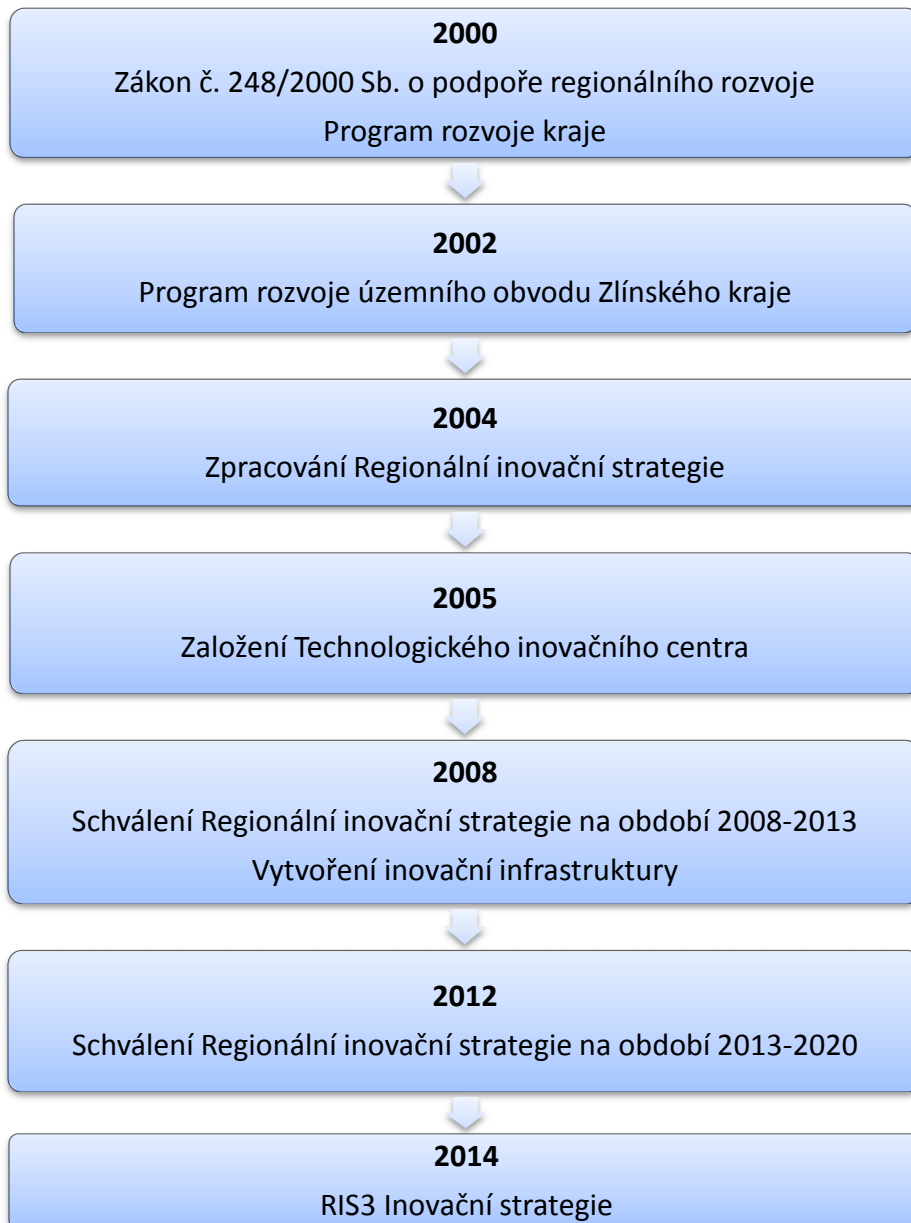 2000
Zákon č. 248/2000 Sb. o podpoře regionálního rozvoje
Program rozvoje kraje
2002
Program rozvoje územního obvodu Zlínského kraje
2004
Zpracování Regionální inovační strategie
2005
Založení Technologického inovačního centra
2008
Schválení Regionální inovační strategie na období 2008-2013
Vytvoření inovační infrastruktury
2012
Schválení Regionální inovační strategie na období 2013-2020
2014
RIS3 Inovační strategie